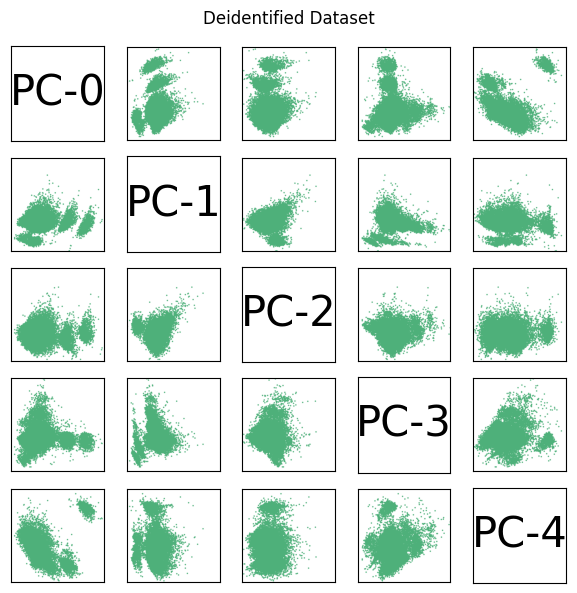 Deidentified Dataset
PC-0
PC-1
PC-2
PC-3
PC-4